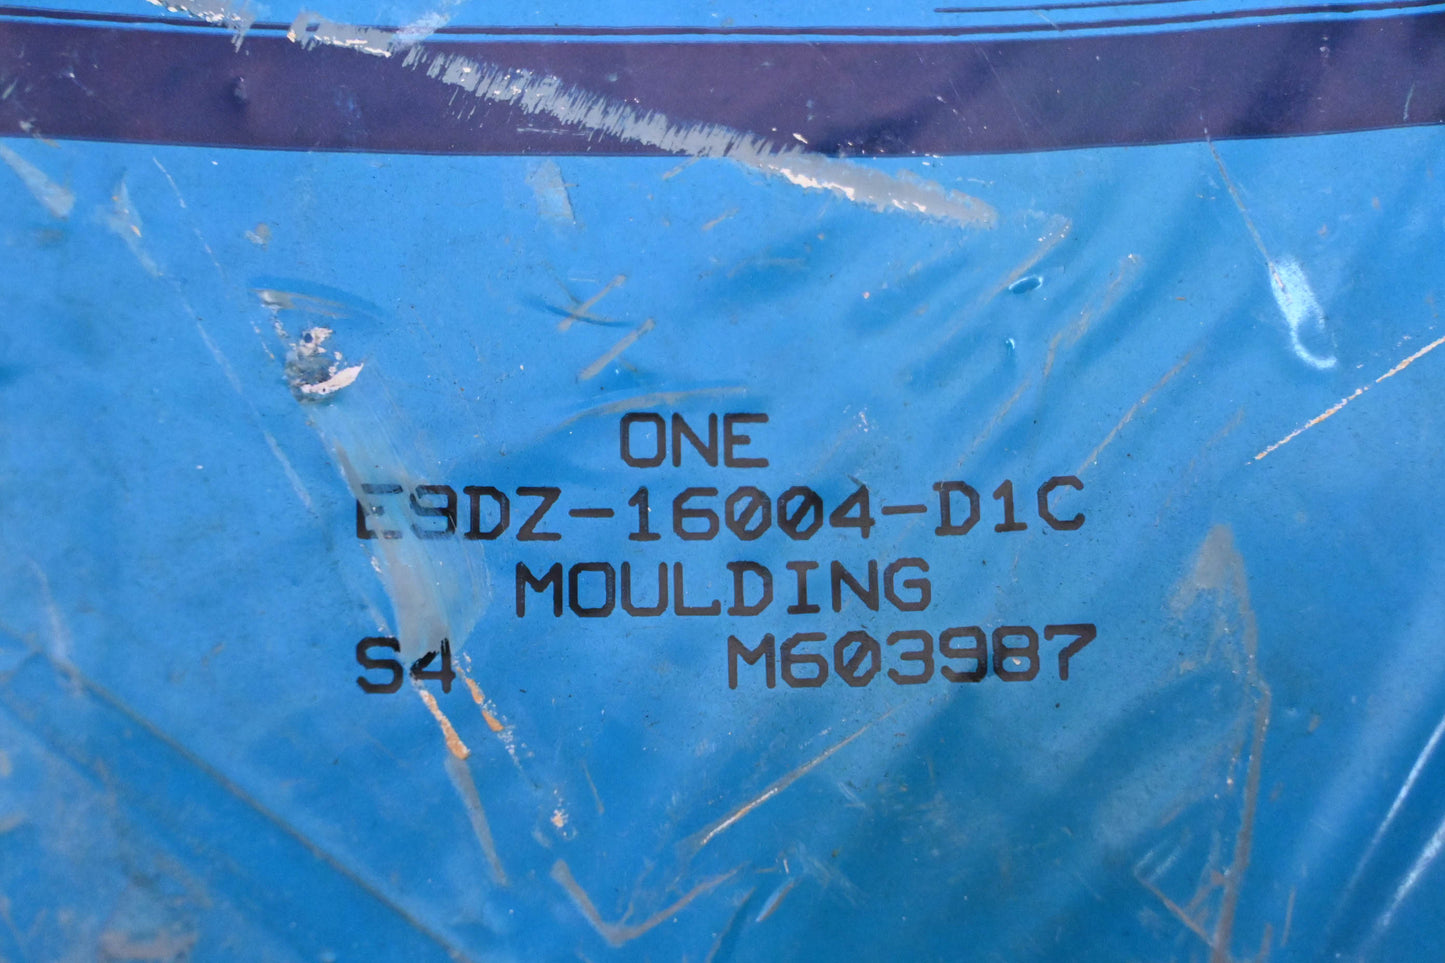 ONE
E9DZ-16004-D1C
MOULDING
S4 M603987